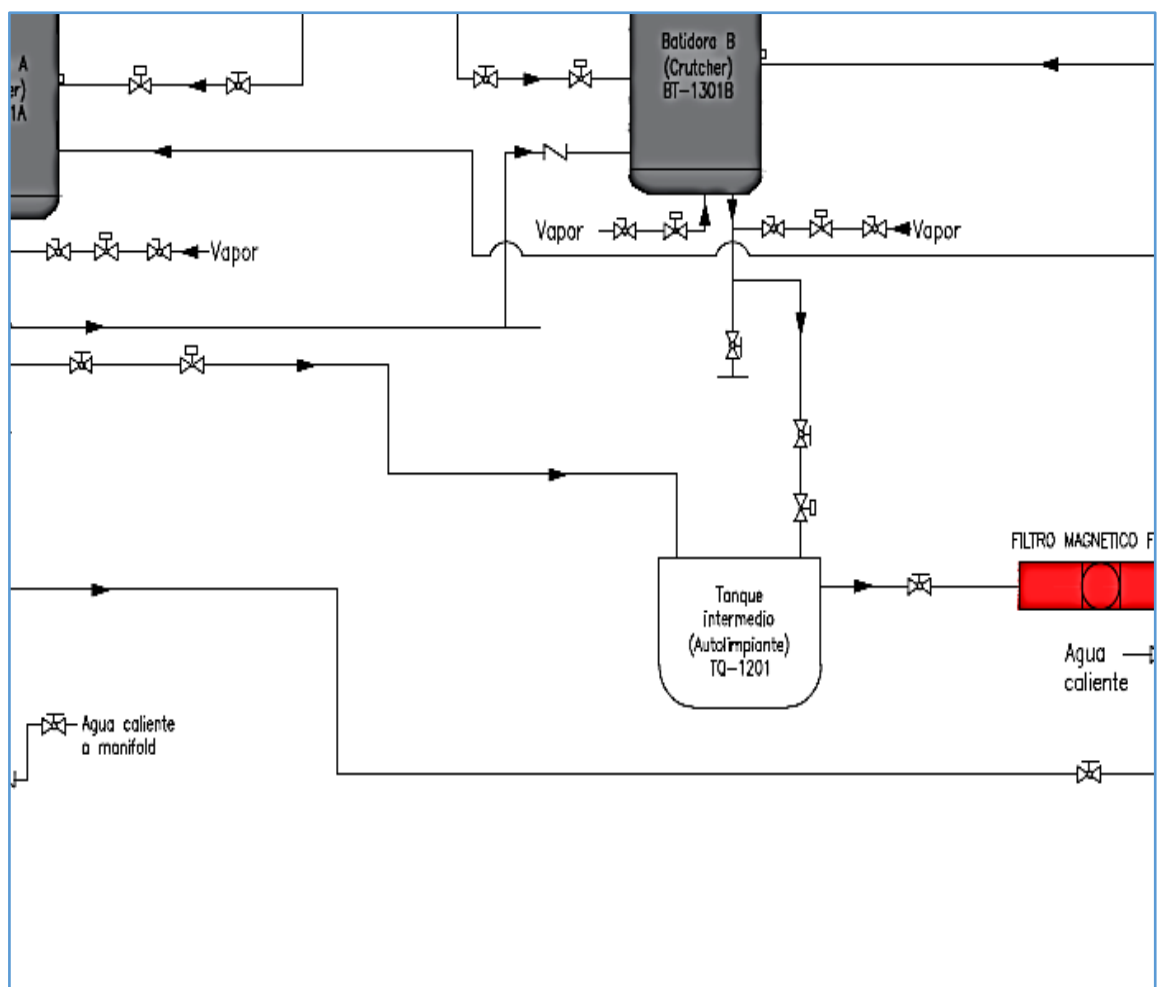 A
er)
1A
Batidora B
(Crutcher)
BT-1301B
Vapor
Vapor
Vapor
FILTRO MAGNETICO F
Tanque
intermedio
(Autolimpiante)
TQ-1201
Agua
caliente
Agua caliente
a manifold